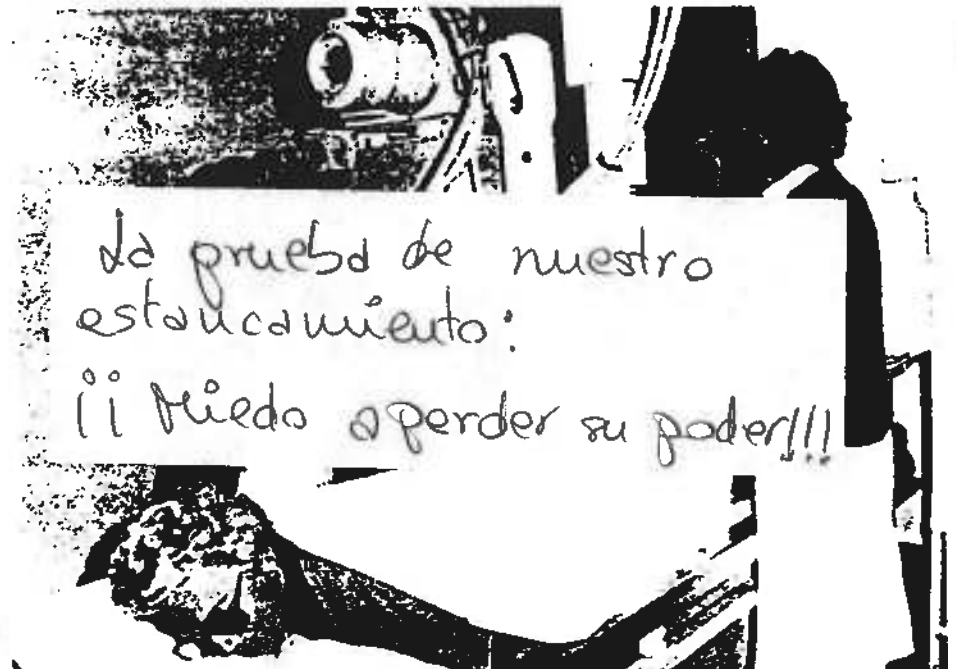 La prueba de nuestro
estancamiento:
¡¡ Miedo a perder su poder!!!